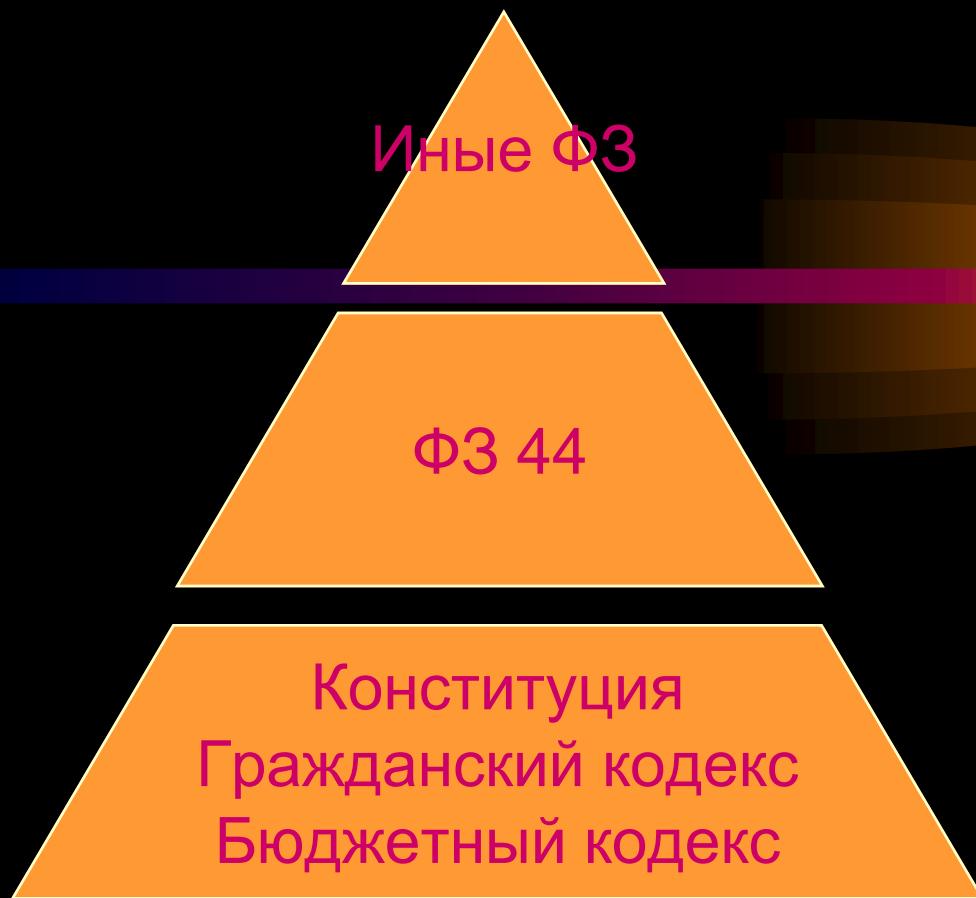 Иные ФЗ
ФЗ 44
Конституция
Гражданский кодекс
Бюджетный кодекс